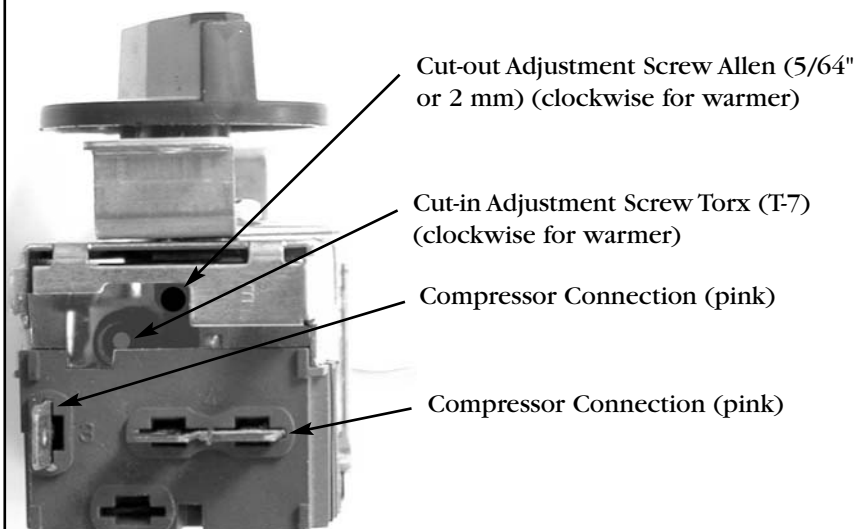 Cut-out Adjustment Screw Allen (5/64"
or 2 mm) (clockwise for warmer)
Cut-in Adjustment Screw Torx (T-7)
(clockwise for warmer)
Compressor Connection (pink)
Compressor Connection (pink)